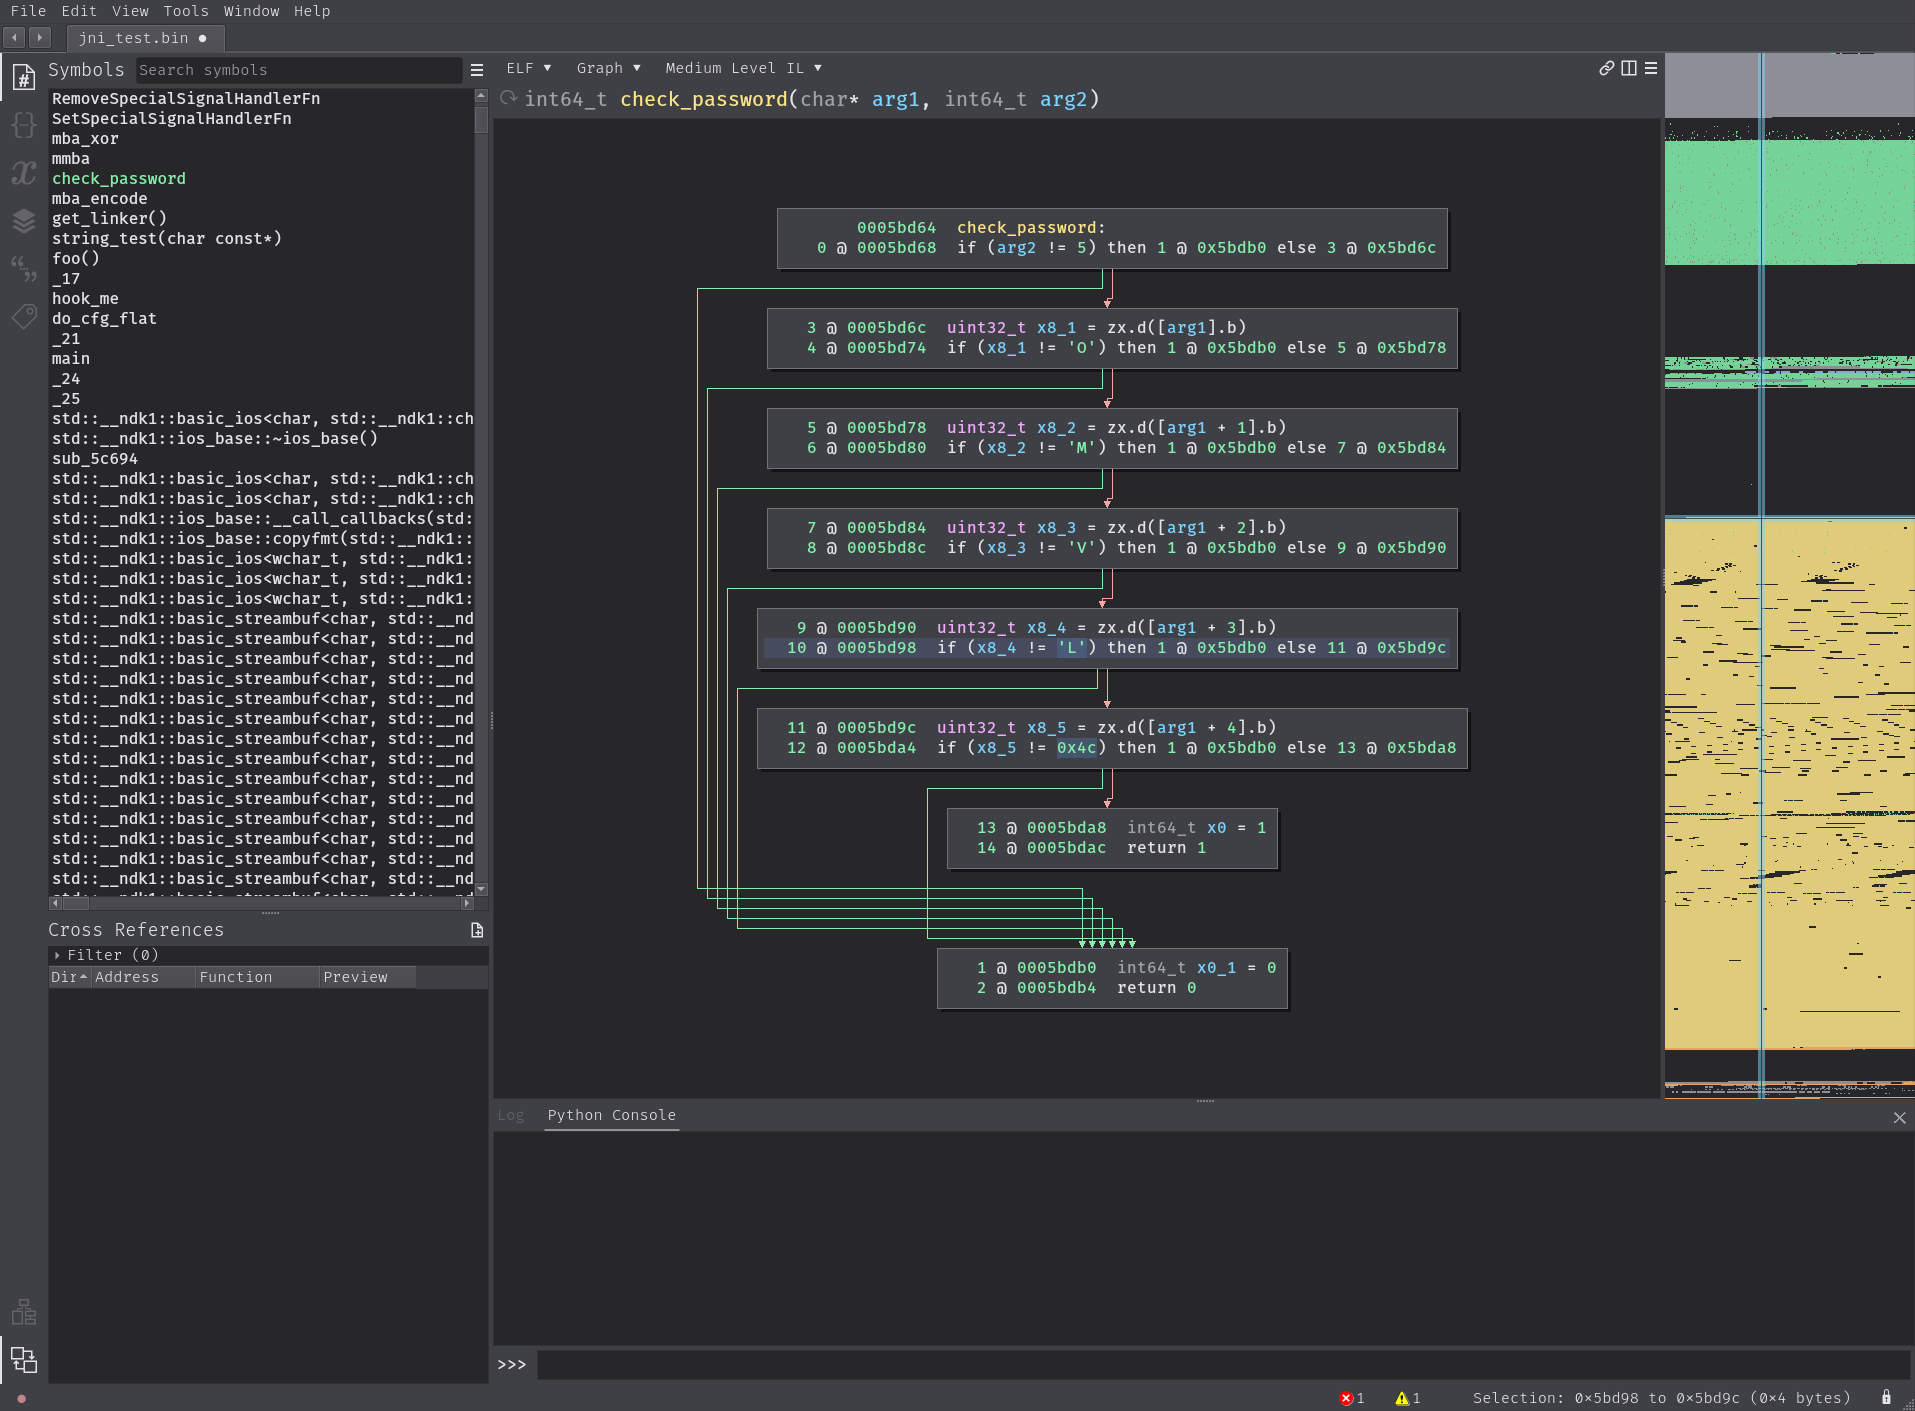 File Edit View Tools Window Help
jni_test.bin ●
Symbols
Search symbols
RemoveSpecialSignalHandlerFn
SetSpecialSignalHandlerFn
mba_xor
mmba
check_password
mba_encode
get_linker()
string_test(char const*)
foo()
_17
hook_me
do_cfg_flat
_21
main
_24
_25
std::__ndk1::basic_ios<char, std::__ndk1::ch
std::__ndk1::ios_base::~ios_base()
sub_5c694
std::__ndk1::basic_ios<char, std::__ndk1::ch
std::__ndk1::basic_ios<char, std::__ndk1::ch
std::__ndk1::ios_base::__call_callbacks(std:
std::__ndk1::ios_base::copyfmt(std::__ndk1::
std::__ndk1::basic_ios<wchar_t, std::__ndk1:
std::__ndk1::basic_ios<wchar_t, std::__ndk1:
std::__ndk1::basic_ios<wchar_t, std::__ndk1:
std::__ndk1::basic_streambuf<char, std::__nd
std::__ndk1::basic_streambuf<char, std::__nd
std::__ndk1::basic_streambuf<char, std::__nd
std::__ndk1::basic_streambuf<char, std::__nd
std::__ndk1::basic_streambuf<char, std::__nd
std::__ndk1::basic_streambuf<char, std::__nd
std::__ndk1::basic_streambuf<char, std::__nd
std::__ndk1::basic_streambuf<char, std::__nd
std::__ndk1::basic_streambuf<char, std::__nd
std::__ndk1::basic_streambuf<char, std::__nd
std::__ndk1::basic_streambuf<char, std::__nd
std::__ndk1::basic_streambuf<char, std::__nd
std::__ndk1::basic_streambuf<char, std::__nd
std::__ndk1::basic_streambuf<char, std::__nd
Cross References
Filter (0)
Dir Address Function Preview
ELF ▼ Graph ▼ Medium Level IL ▼
int64_t check_password(char* arg1, int64_t arg2)
0005bd64 check_password:
0 @ 0005bd68 if (arg2 != 5) then 1 @ 0x5bdb0 else 3 @ 0x5bd6c
3 @ 0005bd6c uint32_t x8_1 = zx.d([arg1].b)
4 @ 0005bd74 if (x8_1 != 'O') then 1 @ 0x5bdb0 else 5 @ 0x5bd78
5 @ 0005bd78 uint32_t x8_2 = zx.d([arg1 + 1].b)
6 @ 0005bd80 if (x8_2 != 'M') then 1 @ 0x5bdb0 else 7 @ 0x5bd84
7 @ 0005bd84 uint32_t x8_3 = zx.d([arg1 + 2].b)
8 @ 0005bd8c if (x8_3 != 'V') then 1 @ 0x5bdb0 else 9 @ 0x5bd90
9 @ 0005bd90 uint32_t x8_4 = zx.d([arg1 + 3].b)
10 @ 0005bd98 if (x8_4 != 'L') then 1 @ 0x5bdb0 else 11 @ 0x5bd9c
11 @ 0005bd9c uint32_t x8_5 = zx.d([arg1 + 4].b)
12 @ 0005bda4 if (x8_5 != 0x4c) then 1 @ 0x5bdb0 else 13 @ 0x5bda8
13 @ 0005bda8 int64_t x0 = 1
14 @ 0005bdac return 1
1 @ 0005bdb0 int64_t x0_1 = 0
2 @ 0005bdb4 return 0
Log Python Console
>>>
1 1 Selection: 0x5bd98 to 0x5bd9c (0x4 bytes)